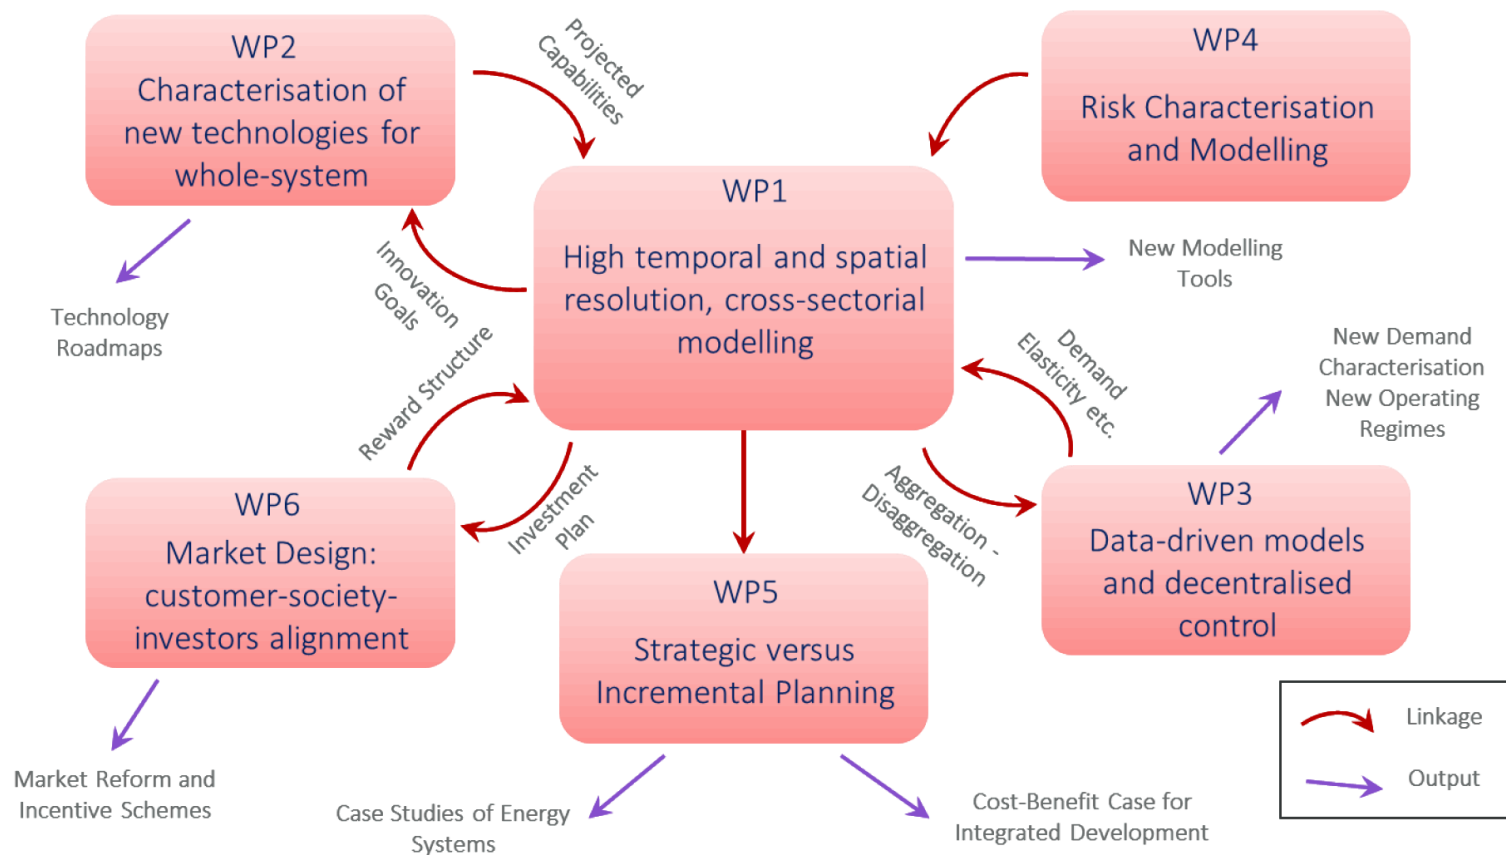 WP2
Characterisation of
new technologies for
whole-system
Projected
Capabilities
WP4
Risk Characterisation
and Modelling
WP1
High temporal and spatial
resolution, cross-sectorial
modelling
New Modelling
Tools
Innovation
Goals
Technology
Roadmaps
Reward Structure
Demand
Elasticity etc.
New Demand
Characterisation
New Operating
Regimes
WP6
Market Design:
customer-society-
investors alignment
Investment
Plan
Aggregation -
Disaggregation
WP3
Data-driven models
and decentralised
control
WP5
Strategic versus
Incremental Planning
Linkage
Output
Market Reform and
Incentive Schemes
Case Studies of Energy
Systems
Cost-Benefit Case for
Integrated Development